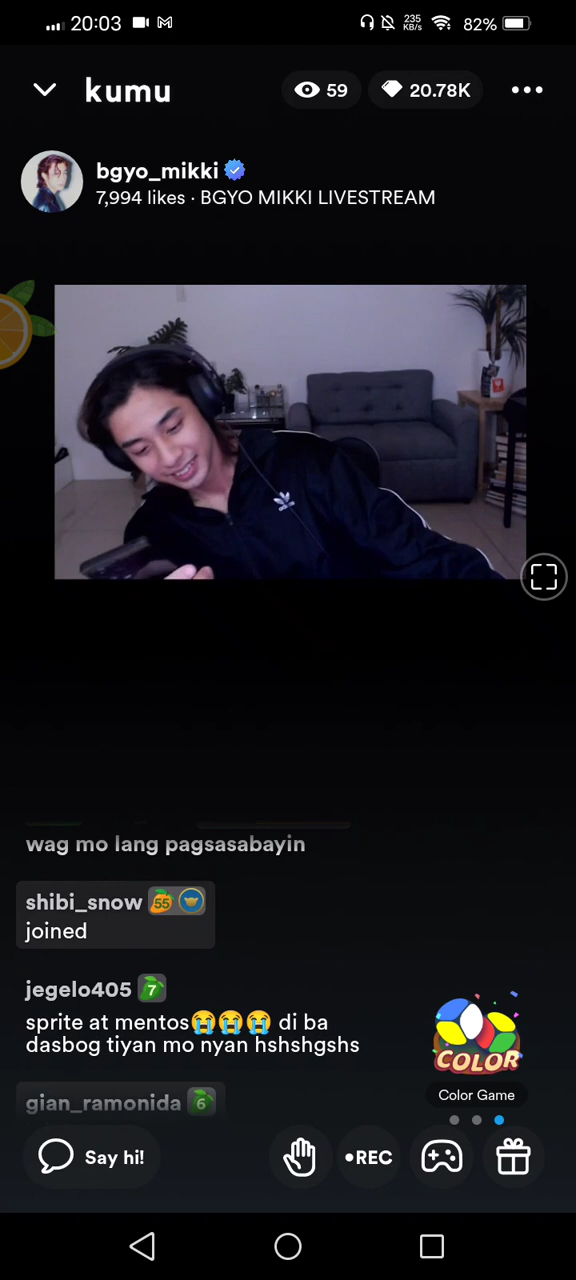 20:03
235
KB/s
82%
kumu
59
20.78K
bgyo_mikki
7,994 likes · BGYO MIKKI LIVESTREAM
wag mo lang pagsasabayin
shibi_snow 55
joined
jegelo405 7
sprite at mentos😭😭😭 di ba
dasbog tiyan mo nyan hshshgshs
gian_ramonida 6
COLOR
Color Game
Say hi!
•REC